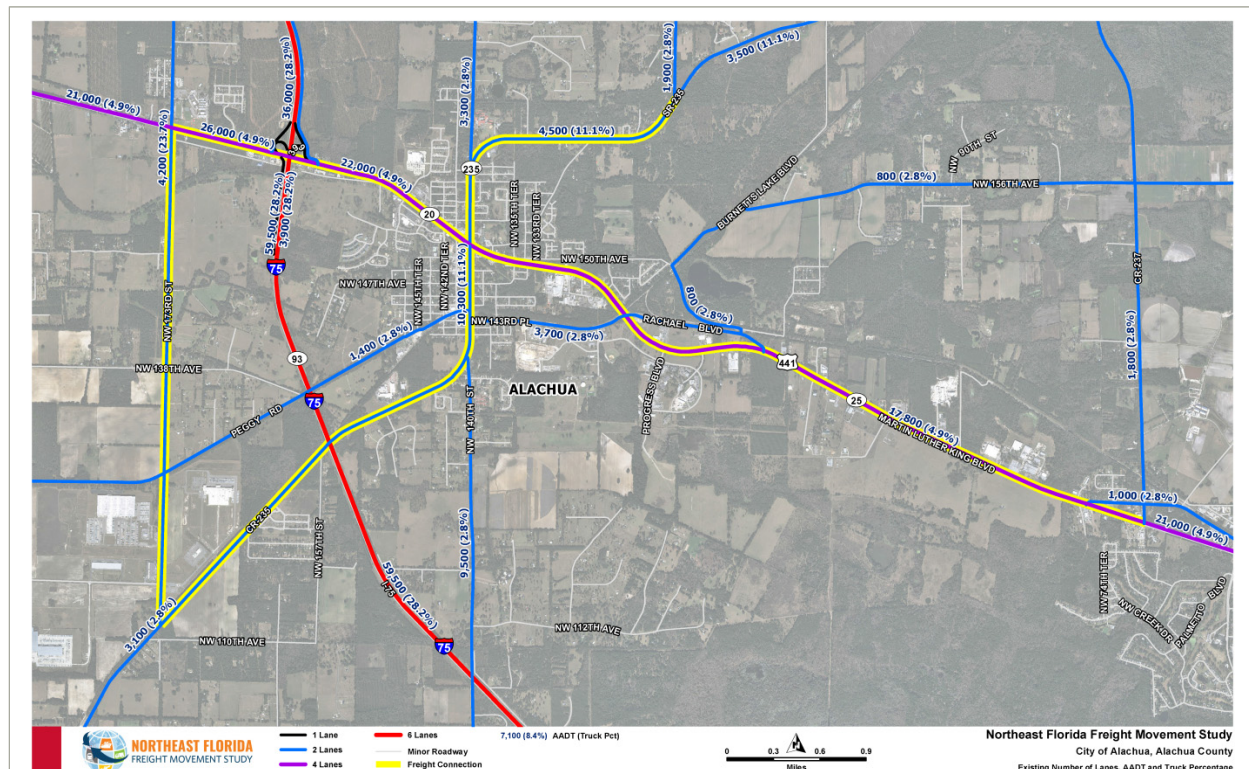 21,000 (4.9%)
26,000 (4.9%)
36,000 (28.2%)
22,000 (4.9%)
4,200 (23.7%)
59,500 (28.2%)
3,900 (28.2%)
3,300 (2.8%)
1,900 (2.8%)
3,500 (11.1%)
4,500 (11.1%)
SR-235
235
20
NW 135TH TER
NW 133RD TER
NW 90TH ST
800 (2.8%)
NW 156TH AVE
BURNETTS LAKE BLVD
NW 150TH AVE
75
NW 147TH AVE
NW 145TH TER
NW 142ND TER
10,300 (11.1%)
NW 143RD PL
3,700 (2.8%)
RACHAEL BLVD
800 (2.8%)
CR-237
1,800 (2.8%)
NW 173RD ST
1,400 (2.8%)
93
NW 138TH AVE
75
PEGGY RD
ALACHUA
PROGRESS BLVD
441
25
17,800 (4.9%)
MARTIN LUTHER KING BLVD
NW 140TH ST
1,000 (2.8%)
21,000 (4.9%)
CR-235
NW 157TH ST
9,500 (2.8%)
59,500 (28.2%)
I-75
NW 74TH TER
NW CREEK DR
PALMETTO BLVD
3,100 (2.8%)
NW 110TH AVE
NW 112TH AVE
75
NORTHEAST FLORIDA
FREIGHT MOVEMENT STUDY
1 Lane
2 Lanes
4 Lanes
6 Lanes
Minor Roadway
Freight Connection
7,100 (8.4%) AADT (Truck Pct)
N
0 0.3 0.6 0.9
Miles
Northeast Florida Freight Movement Study
City of Alachua, Alachua County
Existing Number of Lanes, AADT and Truck Percentage